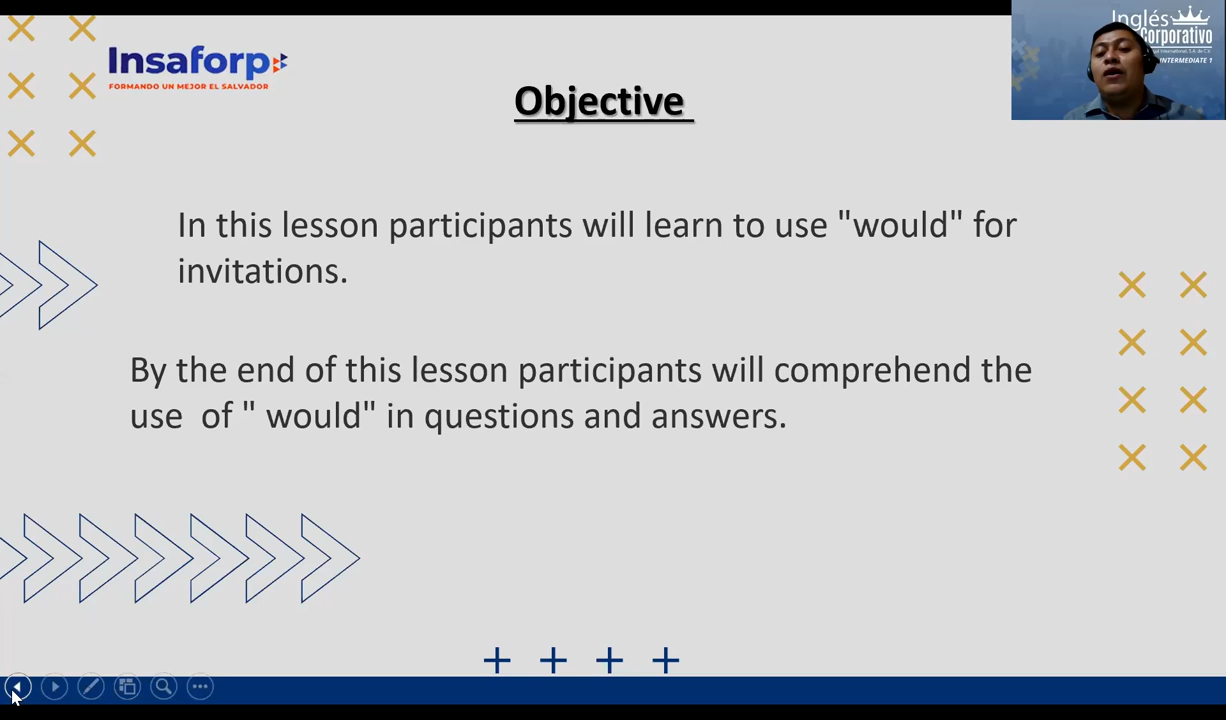 Insaforp
FORMANDO UN MEJOR EL SALVADOR
Inglés
Corporativo
INTERMEDIATE 1
Objective
In this lesson participants will learn to use "would" for
invitations.
By the end of this lesson participants will comprehend the
use  of " would" in questions and answers.